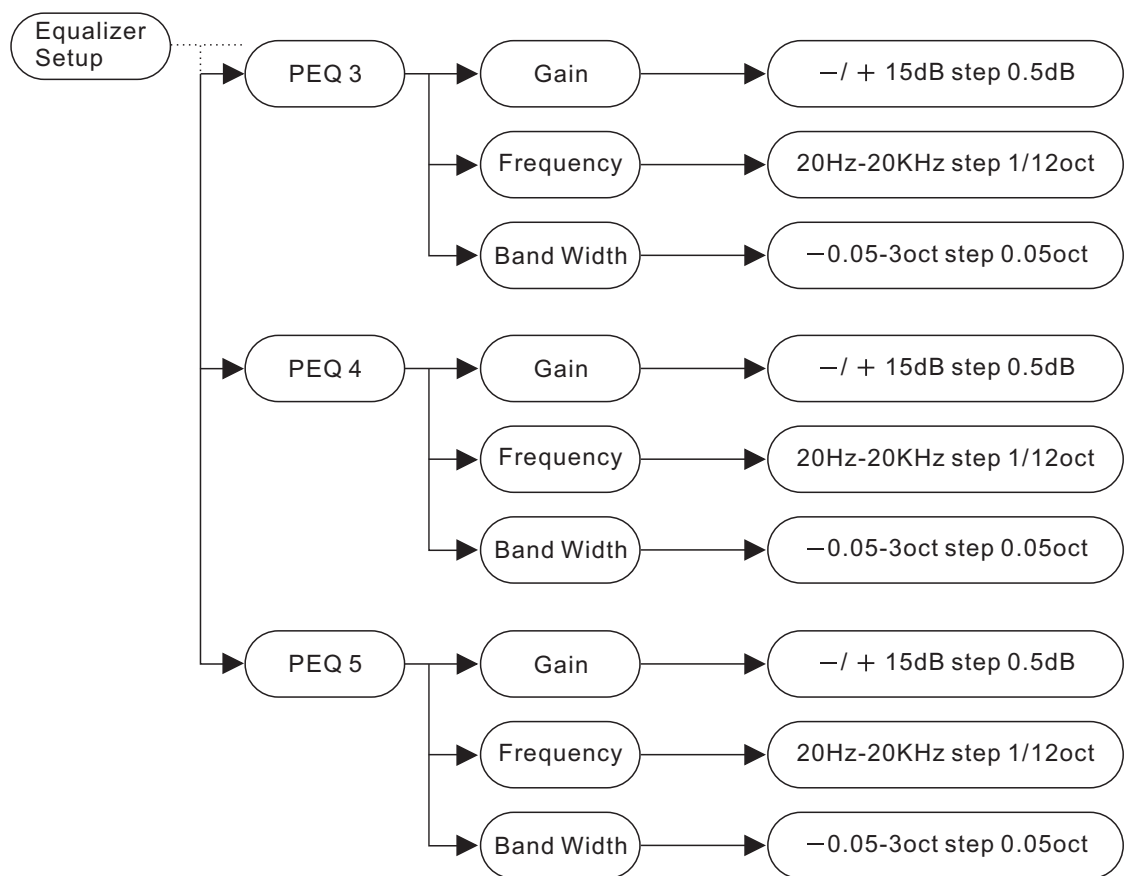 Equalizer
Setup
PEQ 3
Gain
−/ + 15dB step 0.5dB
Frequency
20Hz-20KHz step 1/12oct
Band Width
−0.05-3oct step 0.05oct
PEQ 4
Gain
−/ + 15dB step 0.5dB
Frequency
20Hz-20KHz step 1/12oct
Band Width
−0.05-3oct step 0.05oct
PEQ 5
Gain
−/ + 15dB step 0.5dB
Frequency
20Hz-20KHz step 1/12oct
Band Width
−0.05-3oct step 0.05oct